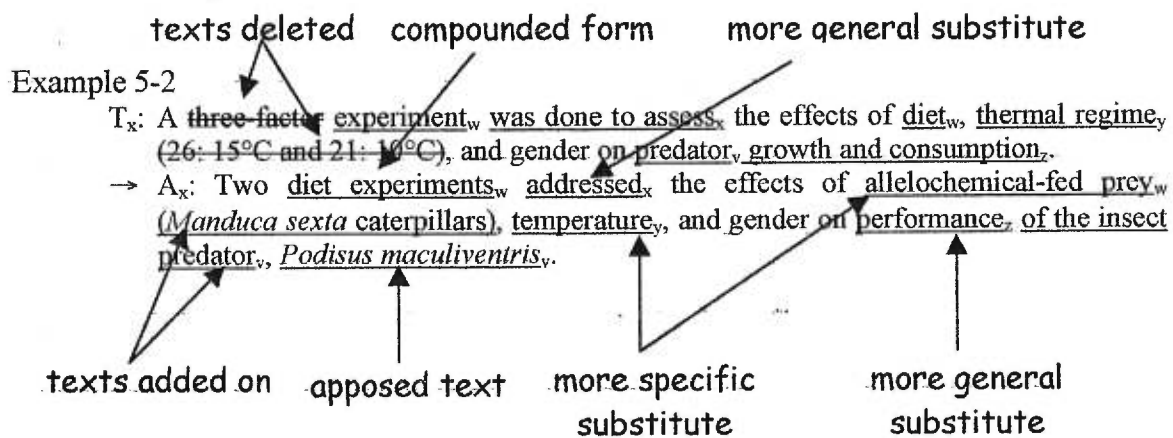 texts deleted compounded form more general substitute
Example 5-2
Tx: A three-factor experimentw was done to assessx the effects of dietw, thermal regimey
(26: 15°C and 21: 10°C), and gender on predatorv growth and consumptionz.
→ Ax: Two diet experimentsw addressedx the effects of allelochemical-fed preyw
(Manduca sexta caterpillars), temperaturey, and gender on performancez of the insect
predatorv, Podisus maculiventrisv.
texts added on apposed text more specific more general
substitute substitute